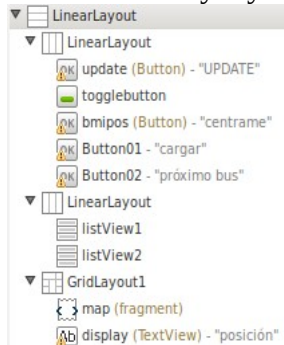 LinearLayout
LinearLayout
OK update (Button) - "UPDATE"
togglebutton
OK bmipos (Button) - "centrame"
OK Button01 - "cargar"
OK Button02 - "próximo bus"
LinearLayout
listView1
listView2
GridLayout1
map (fragment)
Ab display (TextView) - "posición"